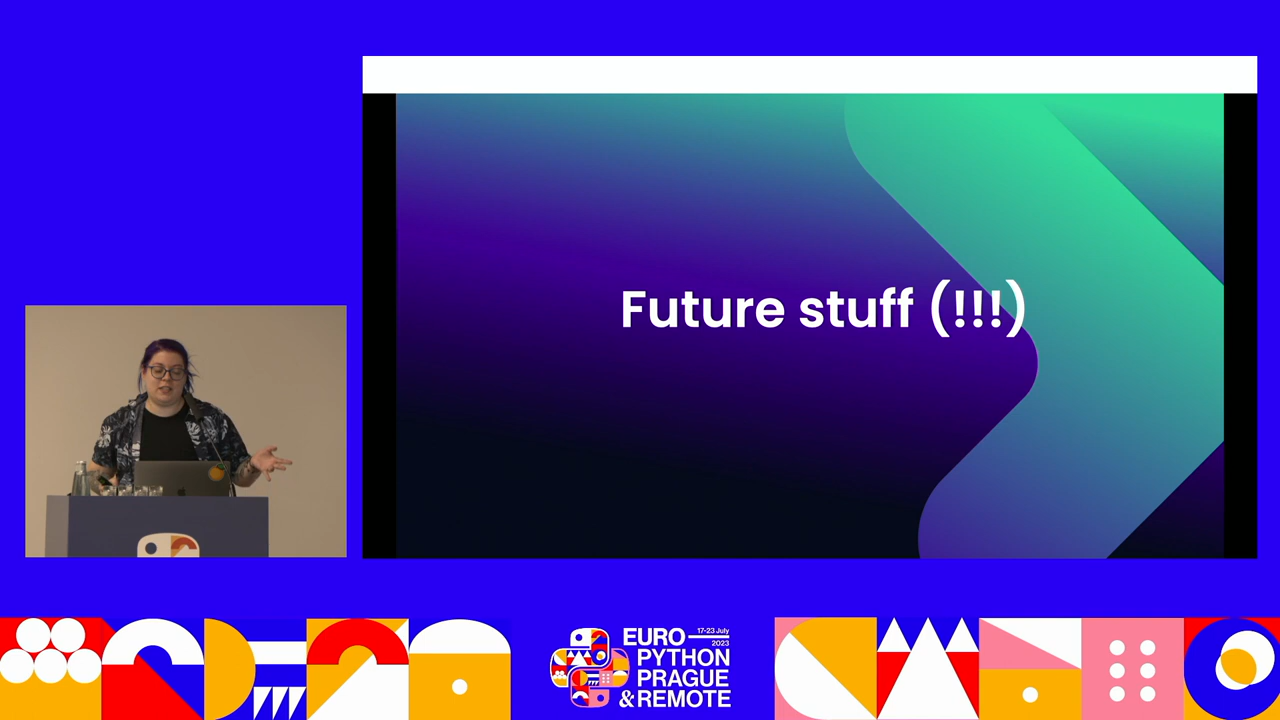 Future stuff (!!!)
EURO
17-23 July
2023
PYTHON
PRAGUE
& REMOTE